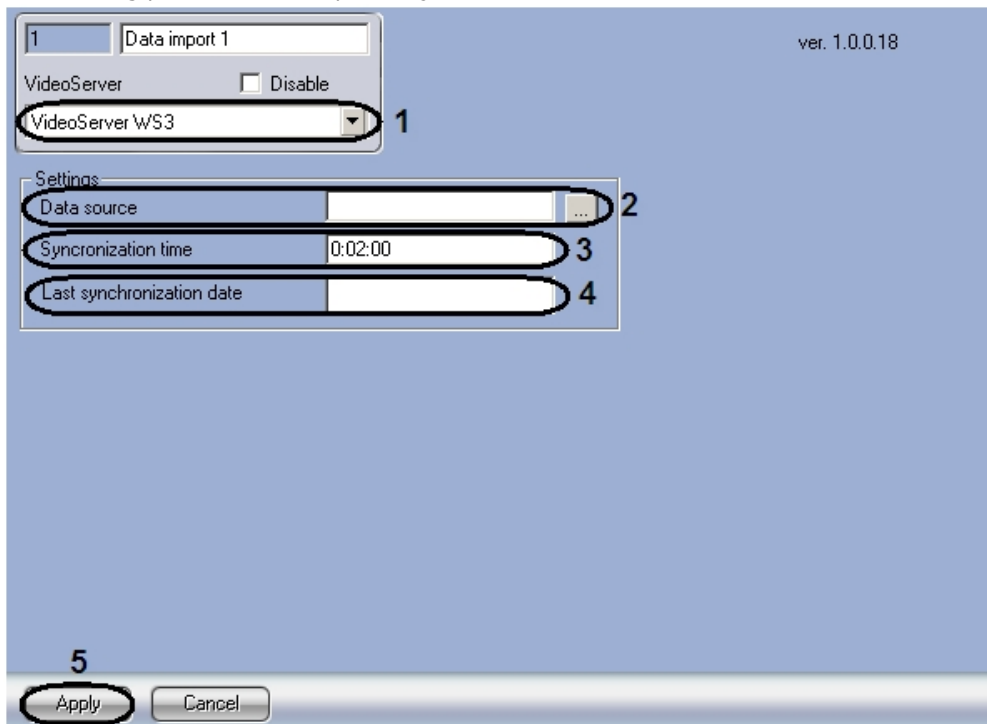 1 Data import 1
ver. 1.0.0.18
VideoServer Disable
VideoServer WS3 1
Settings
Data source ... 2
Syncronization time 0:02:00 3
Last synchronization date 4
5
Apply Cancel